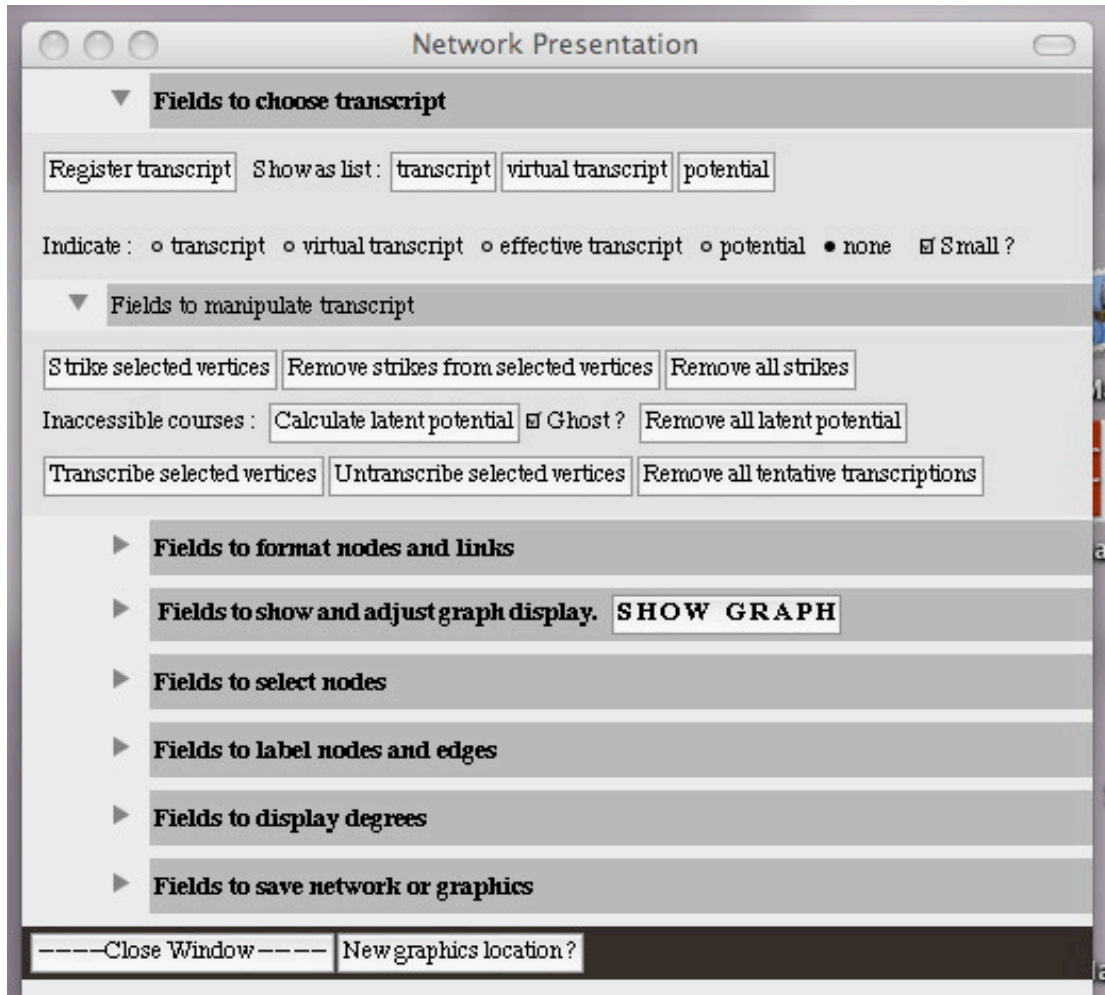 Network Presentation
Fields to choose transcript
Register transcript Show as list : transcript virtual transcript potential
Indicate : transcript virtual transcript effective transcript potential none Small ?
Fields to manipulate transcript
Strike selected vertices Remove strikes from selected vertices Remove all strikes
Inaccessible courses : Calculate latent potential Ghost ? Remove all latent potential
Transcribe selected vertices Untranscribe selected vertices Remove all tentative transcriptions
Fields to format nodes and links
Fields to show and adjust graph display. SHOW GRAPH
Fields to select nodes
Fields to label nodes and edges
Fields to display degrees
Fields to save network or graphics
----Close Window---- New graphics location ?